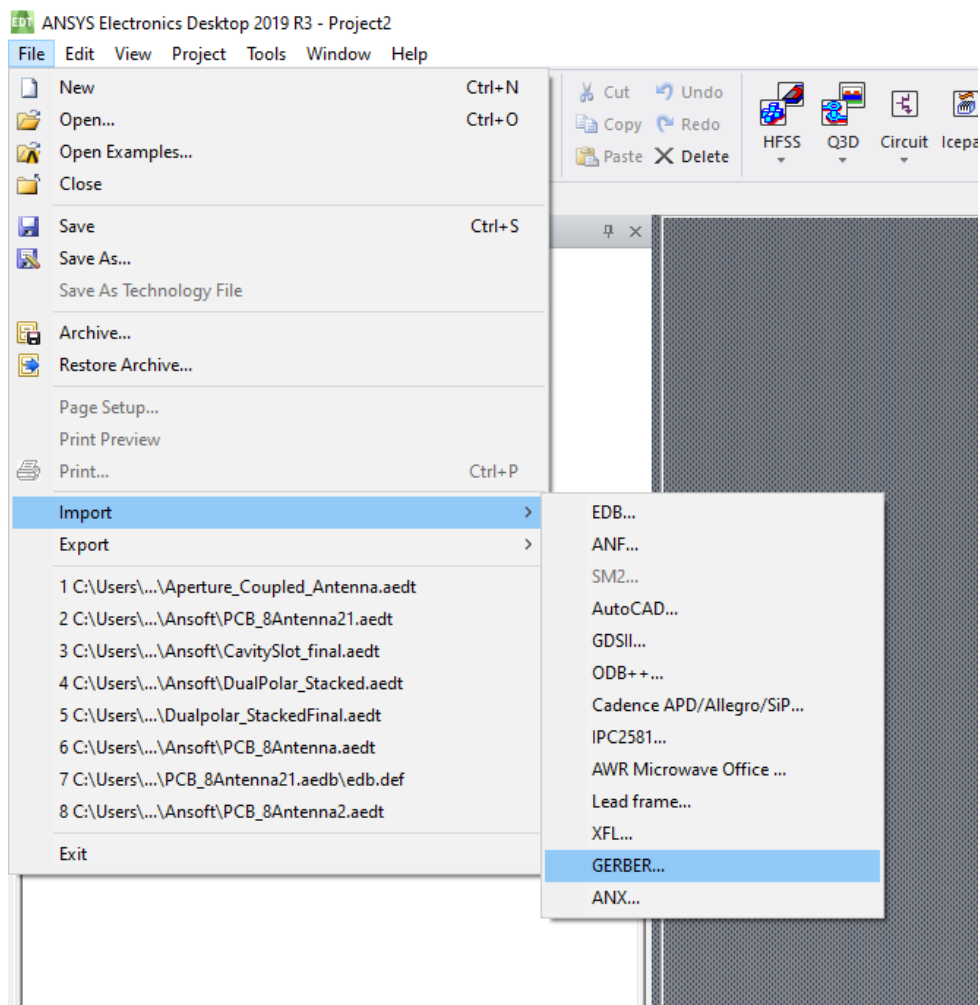 EDT ANSYS Electronics Desktop 2019 R3 - Project2
File Edit View Project Tools Window Help
New Ctrl+N
Open... Ctrl+O
Open Examples...
Close
Save Ctrl+S
Save As...
Save As Technology File
Archive...
Restore Archive...
Page Setup...
Print Preview
Print... Ctrl+P
Import
Export
1 C:\Users\...\Aperture_Coupled_Antenna.aedt
2 C:\Users\...\Ansoft\PCB_8Antenna21.aedt
3 C:\Users\...\Ansoft\CavitySlot_final.aedt
4 C:\Users\...\Ansoft\DualPolar_Stacked.aedt
5 C:\Users\...\Dualpolar_StackedFinal.aedt
6 C:\Users\...\Ansoft\PCB_8Antenna.aedt
7 C:\Users\...\PCB_8Antenna21.aedb\edb.def
8 C:\Users\...\Ansoft\PCB_8Antenna2.aedt
Exit
Cut Undo
Copy Redo
Paste Delete
HFSS Q3D Circuit Icepa
EDB...
ANF...
SM2...
AutoCAD...
GDSII...
ODB++...
Cadence APD/Allegro/SiP...
IPC2581...
AWR Microwave Office ...
Lead frame...
XFL...
GERBER...
ANX...